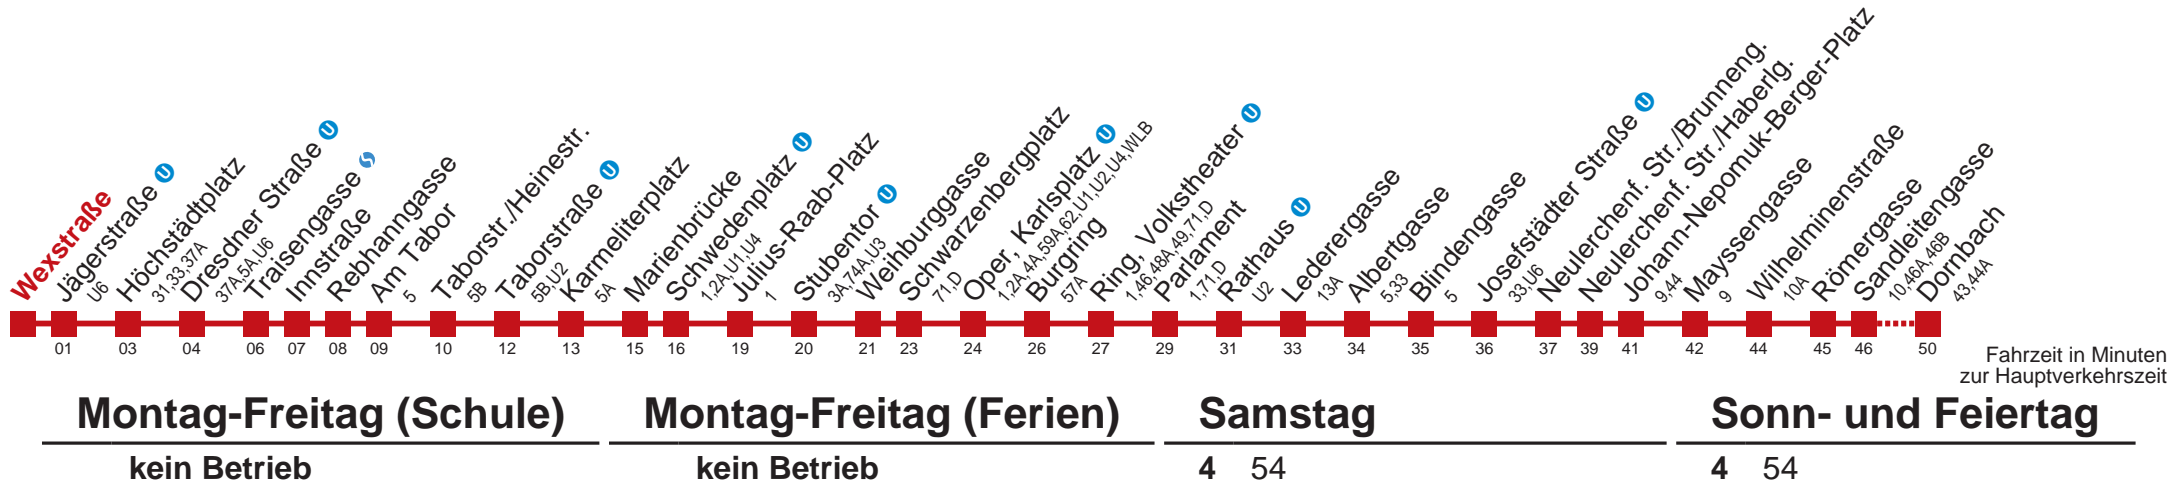 Wexstraße
Jägerstraße U
U6
Höchstädtplatz
31,33,37A
Dresdner Straße U
37A,5A,U6
Traisengasse S
Innstraße
Rebhanngasse
Am Tabor
5
Taborstr./Heinestr.
5B
Taborstraße U
5B,U2
Karmeliterplatz
5A
Marienbrücke
Schwedenplatz U
1,2A,U1,U4
Julius-Raab-Platz
1
Stubentor U
3A,74A,U3
Weihburggasse
Schwarzenbergplatz
71,D
Oper, Karlsplatz U
1,2A,4A,59A,62,U1,U2,U4,WLB
Burgring
57A
Ring, Volkstheater U
1,46,48A,49,71,D
Parlament
1,71,D
Rathaus U
U2
Lederergasse
13A
Albertgasse
5,33
Blindengasse
5
Josefstädter Straße U
33,U6
Neulerchenf. Str./Brunneng.
Neulerchenf. Str./Haberlg.
Johann-Nepomuk-Berger-Platz
9,44
Mayssengasse
9
Wilhelminenstraße
10A
Römergasse
Sandleitengasse
10,46A,46B
Dornbach
43,44A
01 03 04 06 07 08 09 10 12 13 15 16 19 20 21 23 24 26 27 29 31 33 34 35 36 37 39 41 42 44 45 46 50
Fahrzeit in Minuten
zur Hauptverkehrszeit
Montag-Freitag (Schule) Montag-Freitag (Ferien) Samstag Sonn- und Feiertag
kein Betrieb kein Betrieb 4 54 4 54